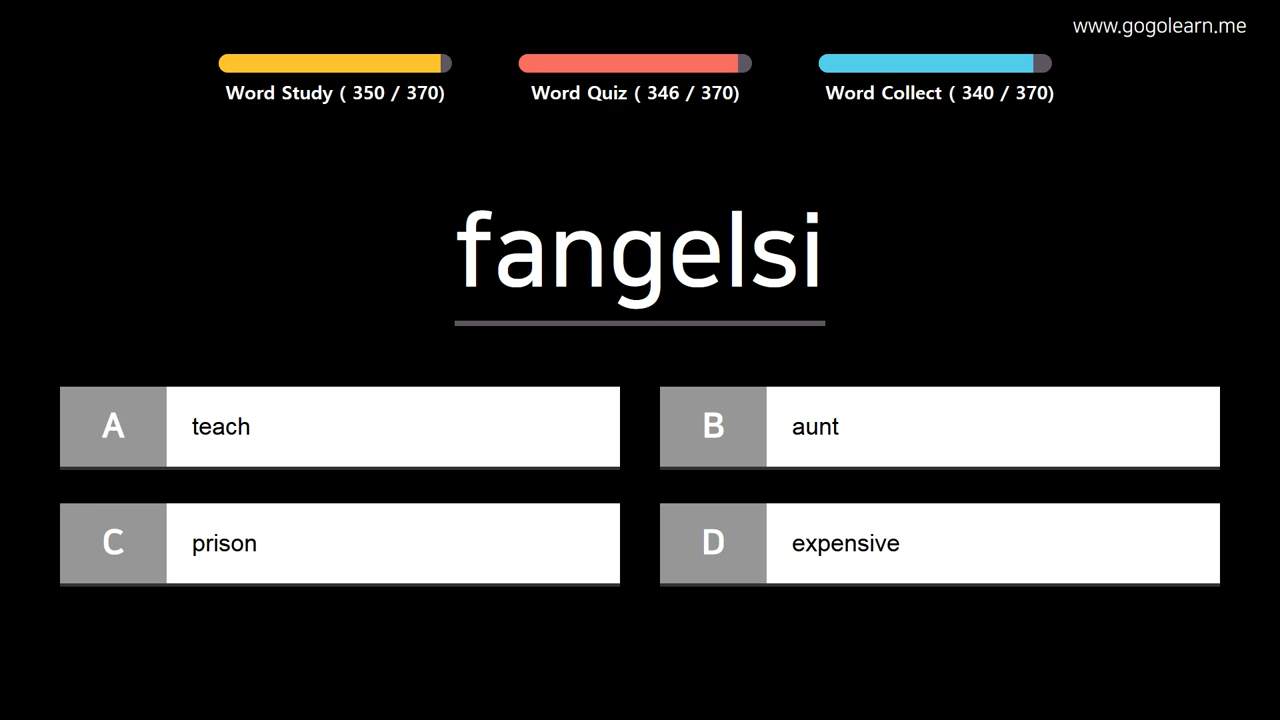 www.gogolearn.me
Word Study ( 350 / 370)
Word Quiz ( 346 / 370)
Word Collect ( 340 / 370)
fangelsi
A teach
B aunt
C prison
D expensive